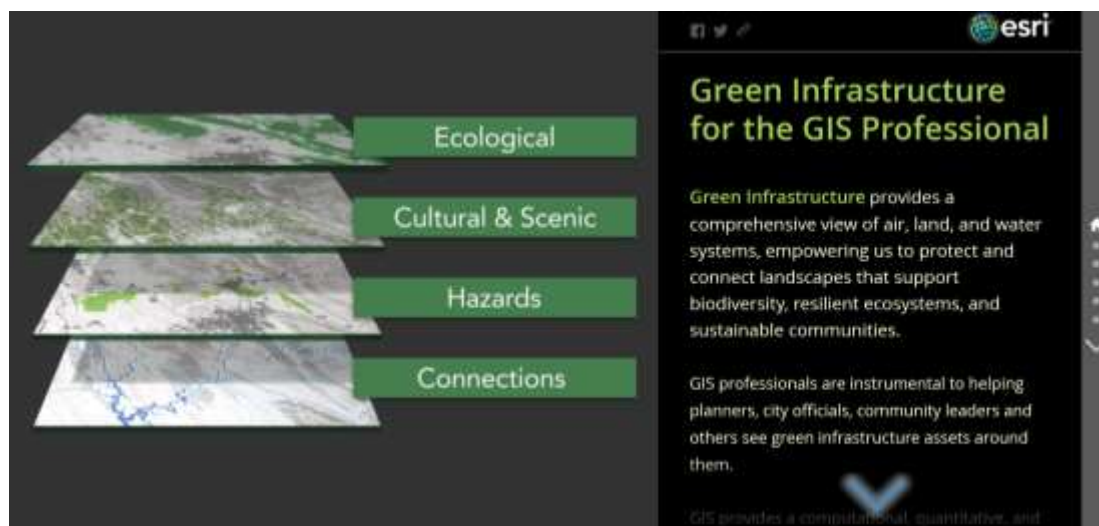 Ecological
Cultural & Scenic
Hazards
Connections
esri
Green Infrastructure
for the GIS Professional
Green Infrastructure provides a
comprehensive view of air, land, and water
systems, empowering us to protect and
connect landscapes that support
biodiversity, resilient ecosystems, and
sustainable communities.
GIS professionals are instrumental to helping
planners, city officials, community leaders and
others see green infrastructure assets around
them.
GIS provides a computational, quantitative, and